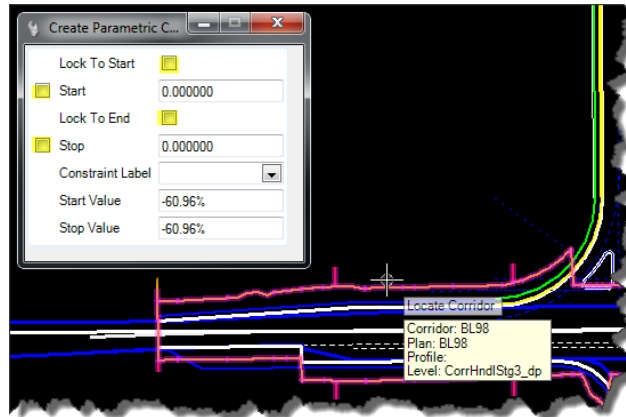 Create Parametric C...
Lock To Start
Start 0.000000
Lock To End
Stop 0.000000
Constraint Label
Start Value -60.96%
Stop Value -60.96%
Locate Corridor
Corridor: BL98
Plan: BL98
Profile:
Level: CorrHndlStg3_dp